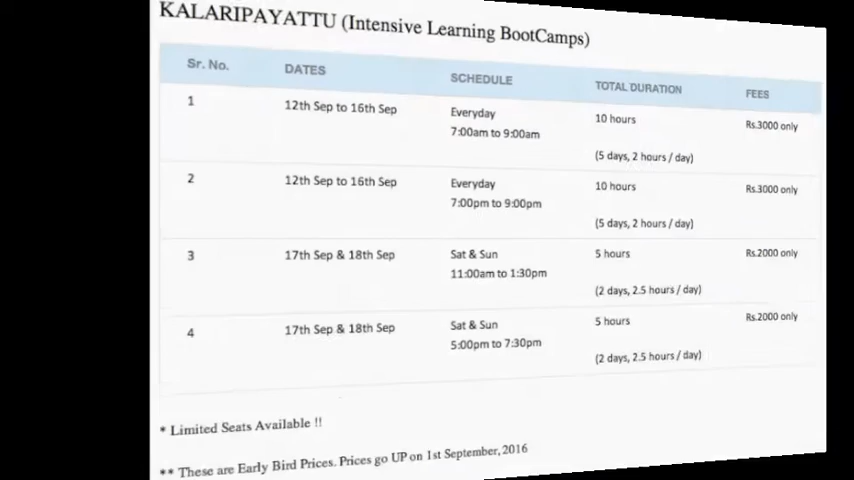 KALARIPAYATTU (Intensive Learning BootCamps)
Sr. No. DATES SCHEDULE TOTAL DURATION FEES
1 12th Sep to 16th Sep Everyday 10 hours Rs.3000 only
7:00am to 9:00am
(5 days, 2 hours / day)
2 12th Sep to 16th Sep Everyday 10 hours Rs.3000 only
7:00pm to 9:00pm
(5 days, 2 hours / day)
3 17th Sep & 18th Sep Sat & Sun 5 hours Rs.2000 only
11:00am to 1:30pm
(2 days, 2.5 hours / day)
4 17th Sep & 18th Sep Sat & Sun 5 hours Rs.2000 only
5:00pm to 7:30pm
(2 days, 2.5 hours / day)
* Limited Seats Available !!
** These are Early Bird Prices. Prices go UP on 1st September, 2016